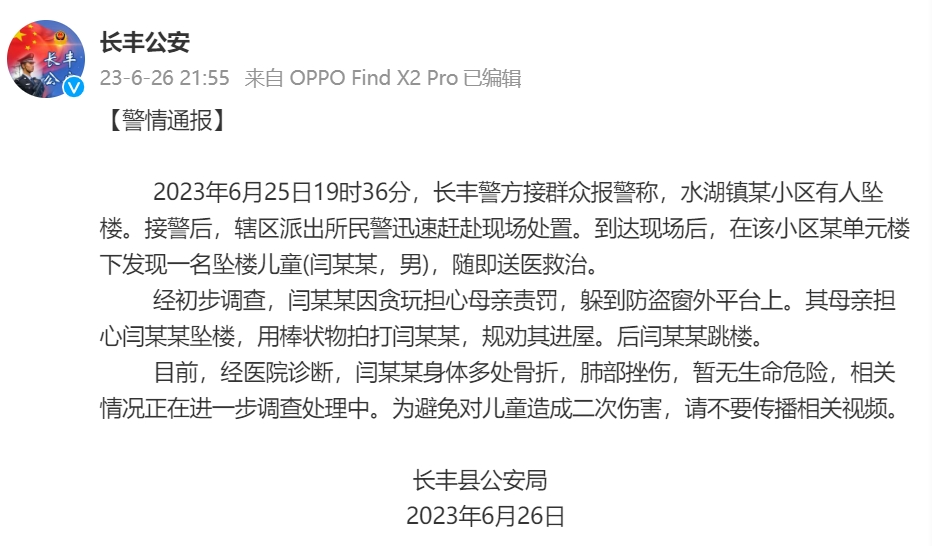 长丰公安
23-6-26 21:55 来自 OPPO Find X2 Pro 已编辑
【警情通报】
2023年6月25日19时36分，长丰警方接群众报警称，水湖镇某小区有人坠
楼。接警后，辖区派出所民警迅速赶赴现场处置。到达现场后，在该小区某单元楼
下发现一名坠楼儿童(闫某某，男)，随即送医救治。
经初步调查，闫某某因贪玩担心母亲责罚，躲到防盗窗外平台上。其母亲担
心闫某某坠楼，用棒状物拍打闫某某，规劝其进屋。后闫某某跳楼。
目前，经医院诊断，闫某某身体多处骨折，肺部挫伤，暂无生命危险，相关
情况正在进一步调查处理中。为避免对儿童造成二次伤害，请不要传播相关视频。
长丰县公安局
2023年6月26日